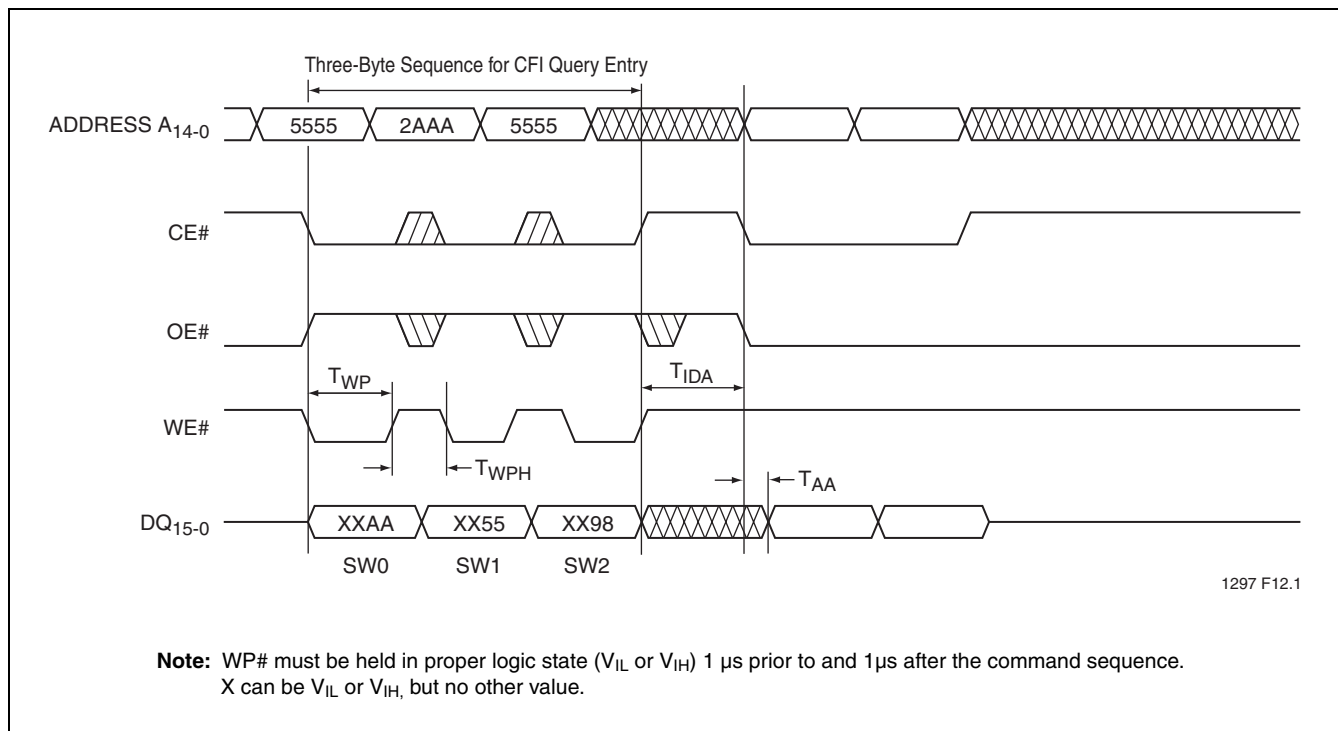 Three-Byte Sequence for CFI Query Entry
ADDRESS A14-0
5555 2AAA 5555
CE#
OE#
TWP
TIDA
WE#
TWPH
TAA
DQ15-0
XXAA XX55 XX98
SW0 SW1 SW2
1297 F12.1
Note: WP# must be held in proper logic state (VIL or VIH) 1 µs prior to and 1µs after the command sequence.
X can be VIL or VIH, but no other value.